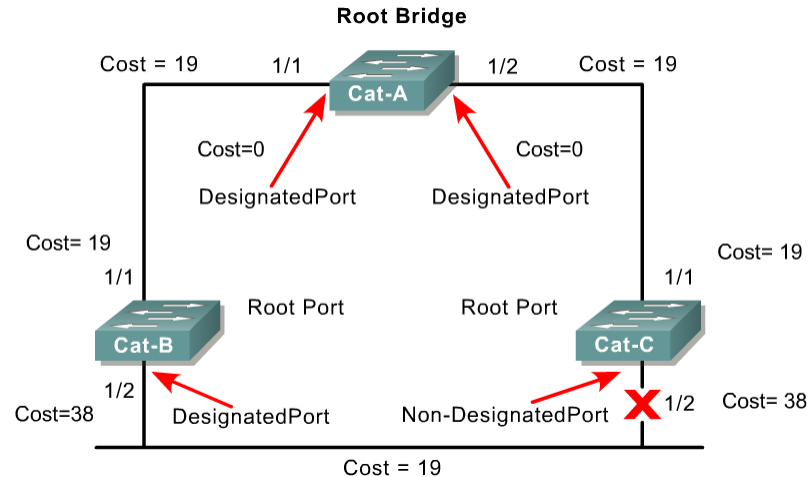 Root Bridge
Cost = 19
1/1
1/2
Cost = 19
Cat-A
Cost=0
Cost=0
DesignatedPort
DesignatedPort
Cost= 19
Cost= 19
1/1
1/1
Root Port
Root Port
Cat-B
Cat-C
1/2
1/2
Cost= 38
Cost=38
DesignatedPort
Non-DesignatedPort
Cost = 19